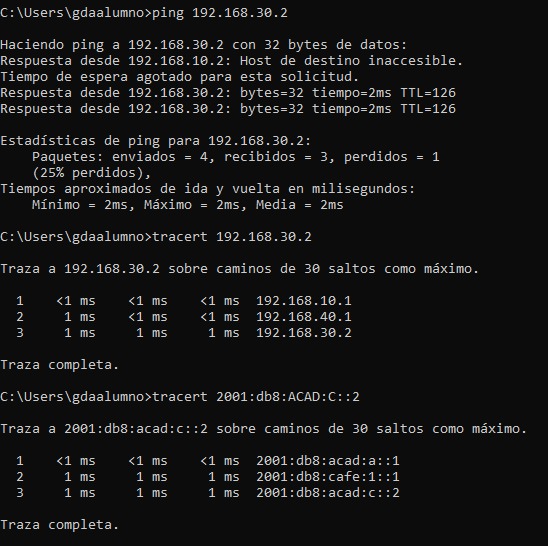 C:\Users\gdaalumno>ping 192.168.30.2
Haciendo ping a 192.168.30.2 con 32 bytes de datos:
Respuesta desde 192.168.10.2: Host de destino inaccesible.
Tiempo de espera agotado para esta solicitud.
Respuesta desde 192.168.30.2: bytes=32 tiempo=2ms TTL=126
Respuesta desde 192.168.30.2: bytes=32 tiempo=2ms TTL=126
Estadísticas de ping para 192.168.30.2:
    Paquetes: enviados = 4, recibidos = 3, perdidos = 1
    (25% perdidos),
Tiempos aproximados de ida y vuelta en milisegundos:
    Mínimo = 2ms, Máximo = 2ms, Media = 2ms
C:\Users\gdaalumno>tracert 192.168.30.2
Traza a 192.168.30.2 sobre caminos de 30 saltos como máximo.
  1    <1 ms    <1 ms    <1 ms  192.168.10.1
  2     1 ms    <1 ms    <1 ms  192.168.40.1
  3     1 ms     1 ms     1 ms  192.168.30.2
Traza completa.
C:\Users\gdaalumno>tracert 2001:db8:ACAD:C::2
Traza a 2001:db8:acad:c::2 sobre caminos de 30 saltos como máximo.
  1    <1 ms    <1 ms    <1 ms  2001:db8:acad:a::1
  2     1 ms     1 ms     1 ms  2001:db8:cafe:1::1
  3     1 ms     1 ms     1 ms  2001:db8:acad:c::2
Traza completa.